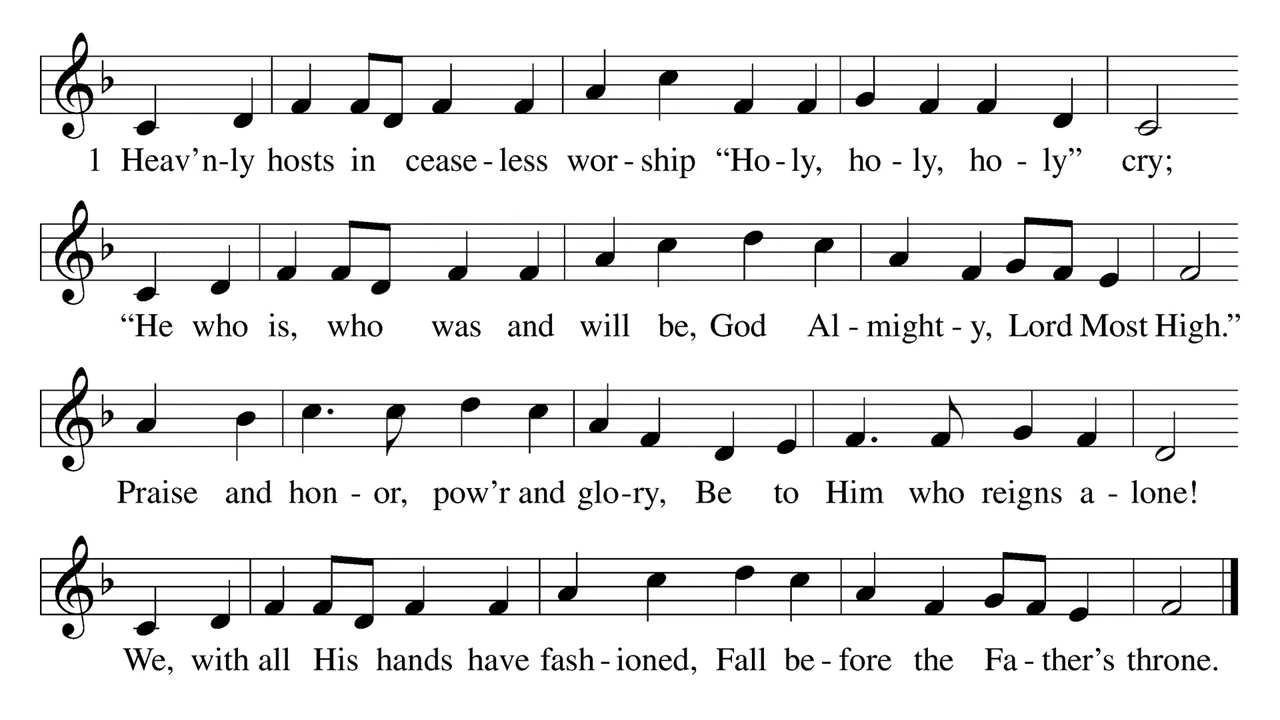 1 Heav’n-ly hosts in cease-less wor-ship “Ho-ly, ho-ly, ho-ly” cry;
“He who is, who was and will be, God Al-might-y, Lord Most High.”
Praise and hon-or, pow’r and glo-ry, Be to Him who reigns a-lone!
We, with all His hands have fash-ioned, Fall be-fore the Fa-ther’s throne.